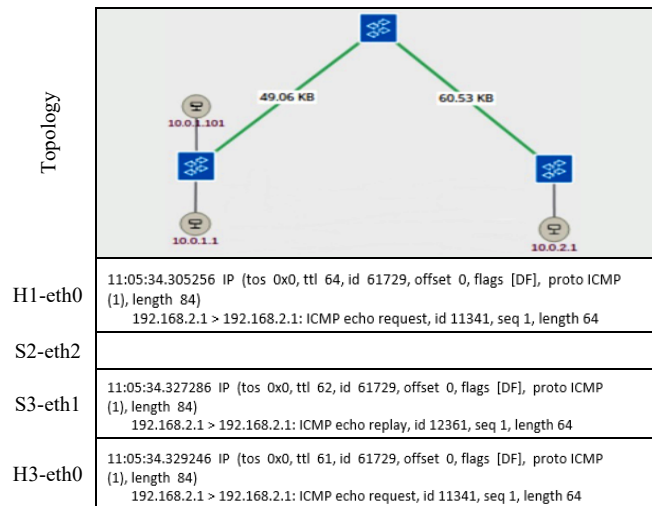 Topology
49.06 KB
60.53 KB
10.0.1.101
10.0.1.1
10.0.2.1
H1-eth0
11:05:34.305256 IP (tos 0x0, ttl 64, id 61729, offset 0, flags [DF], proto ICMP
(1), length 84)
192.168.2.1 > 192.168.2.1: ICMP echo request, id 11341, seq 1, length 64
S2-eth2
S3-eth1
11:05:34.327286 IP (tos 0x0, ttl 62, id 61729, offset 0, flags [DF], proto ICMP
(1), length 84)
192.168.2.1 > 192.168.2.1: ICMP echo replay, id 12361, seq 1, length 64
H3-eth0
11:05:34.329246 IP (tos 0x0, ttl 61, id 61729, offset 0, flags [DF], proto ICMP
(1), length 84)
192.168.2.1 > 192.168.2.1: ICMP echo request, id 11341, seq 1, length 64